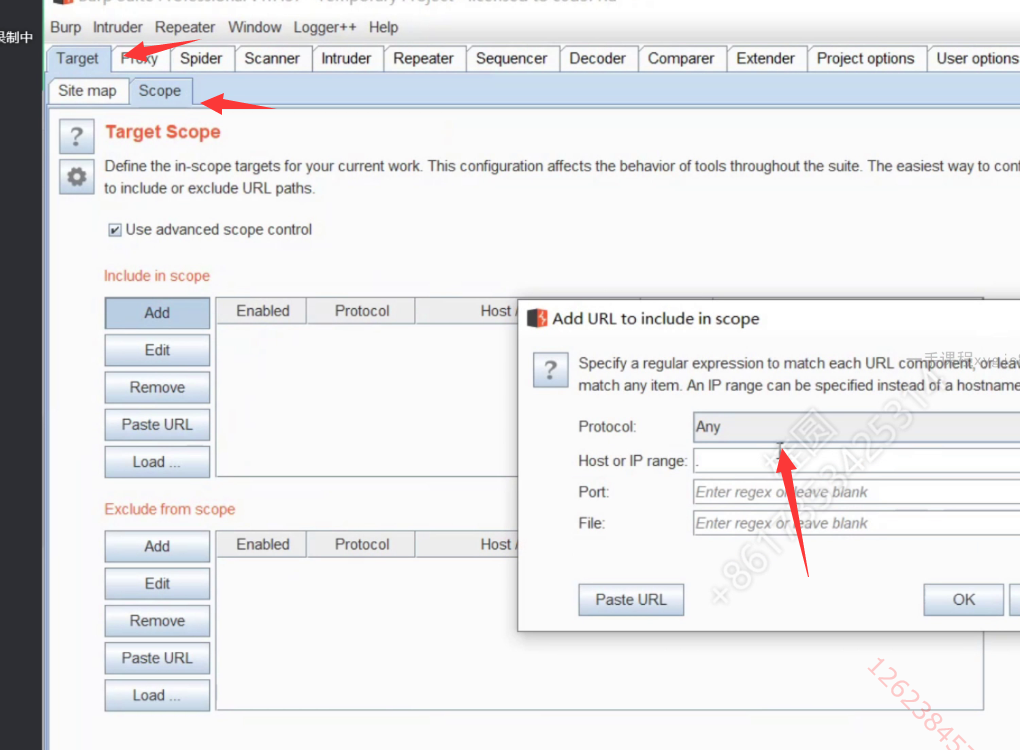 录制中
Burp Intruder Repeater Window Logger++ Help
Target Proxy Spider Scanner Intruder Repeater Sequencer Decoder Comparer Extender Project options User options
Site map Scope
? Target Scope
Define the in-scope targets for your current work. This configuration affects the behavior of tools throughout the suite. The easiest way to
to include or exclude URL paths.
Use advanced scope control
Include in scope
Add Enabled Protocol Host /
Edit
Remove
Paste URL
Load ...
Add URL to include in scope
? Specify a regular expression to match each URL component, or
match any item. An IP range can be specified instead of a hostname
Protocol: Any
Host or IP range: .
Port: Enter regex or leave blank
File: Enter regex or leave blank
Paste URL OK
Exclude from scope
Add Enabled Protocol Host /
Edit
Remove
Paste URL
Load ...